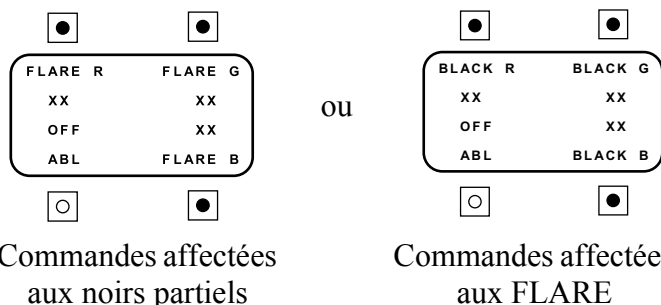 FLARE R FLARE G
XX XX
OFF XX
ABL FLARE B
ou
BLACK R BLACK G
XX XX
OFF XX
ABL BLACK B
Commandes affectées
aux noirs partiels
Commandes affectée
aux FLARE